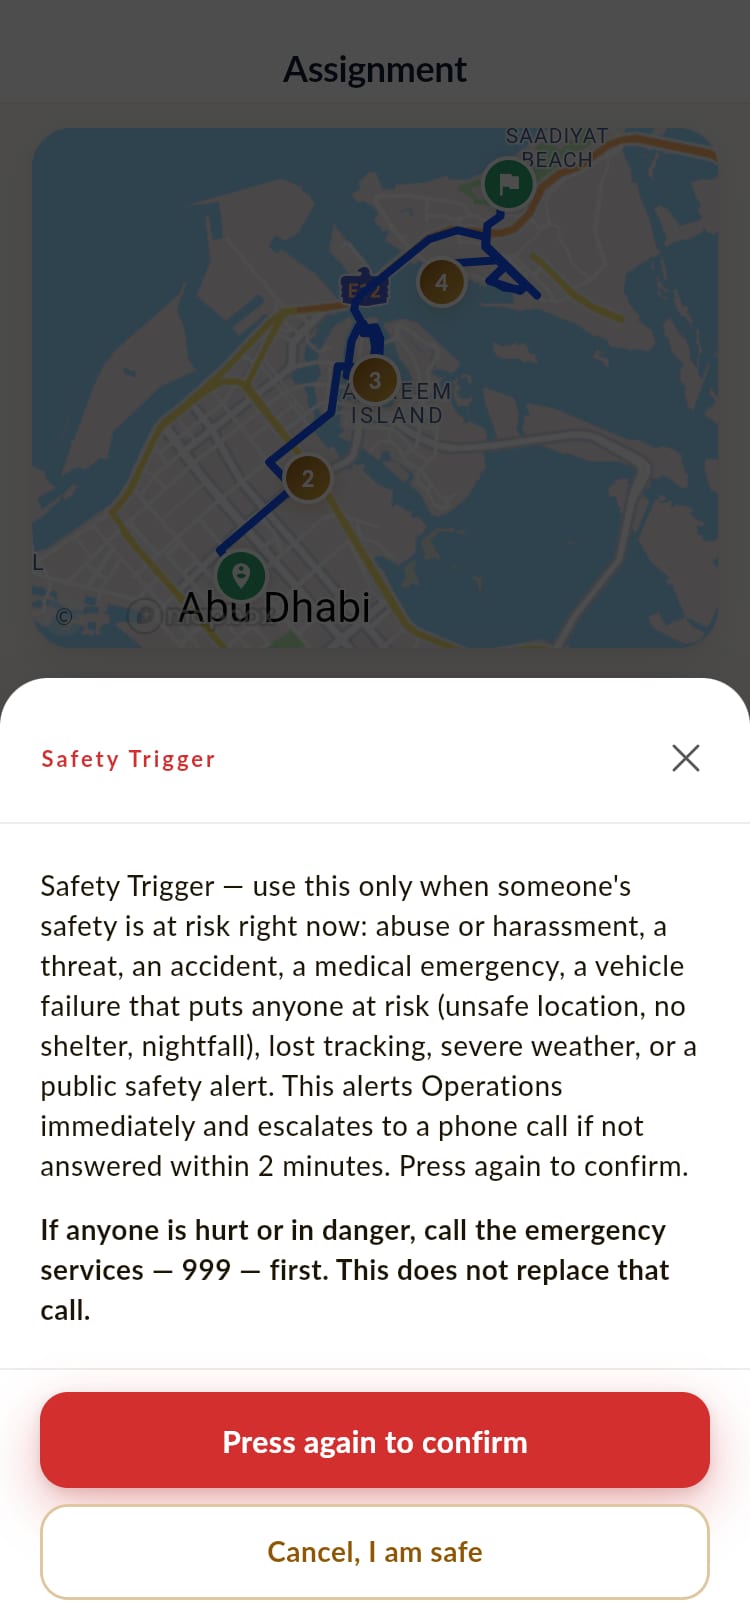 Assignment
SAADIYAT
BEACH
4
3
ISLAND
2
L
Abu Dhabi
©
Safety Trigger
Safety Trigger — use this only when someone's
safety is at risk right now: abuse or harassment, a
threat, an accident, a medical emergency, a vehicle
failure that puts anyone at risk (unsafe location, no
shelter, nightfall), lost tracking, severe weather, or a
public safety alert. This alerts Operations
immediately and escalates to a phone call if not
answered within 2 minutes. Press again to confirm.
If anyone is hurt or in danger, call the emergency
services — 999 — first. This does not replace that
call.
Press again to confirm
Cancel, I am safe